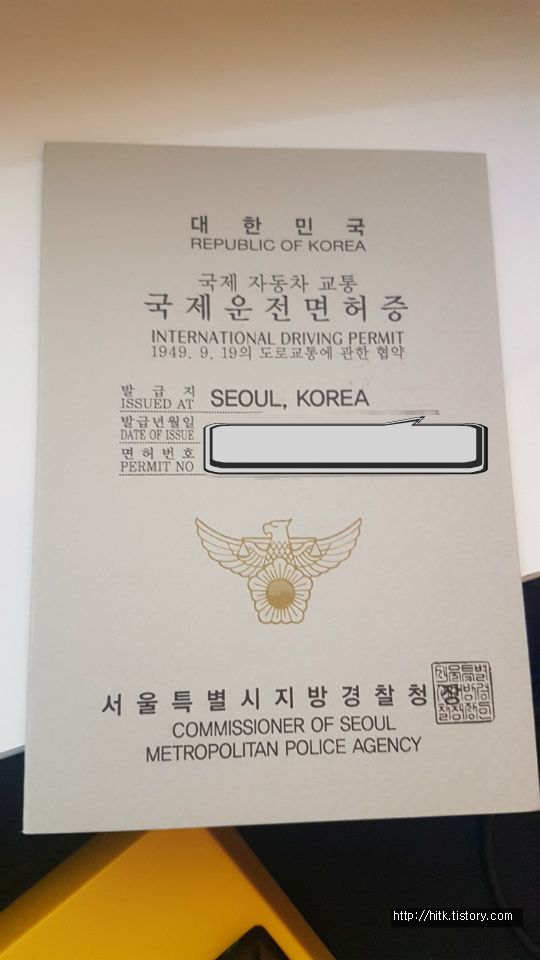 대 한 민 국
REPUBLIC OF KOREA
국제 자동차 교통
국제운전면허증
INTERNATIONAL DRIVING PERMIT
1949. 9. 19의 도로교통에 관한 협약
발 급 지
ISSUED AT SEOUL, KOREA
발급년월일
DATE OF ISSUE
면 허 번 호
PERMIT NO
서울특별시지방경찰청장
COMMISSIONER OF SEOUL
METROPOLITAN POLICE AGENCY
http://hitk.tistory.com